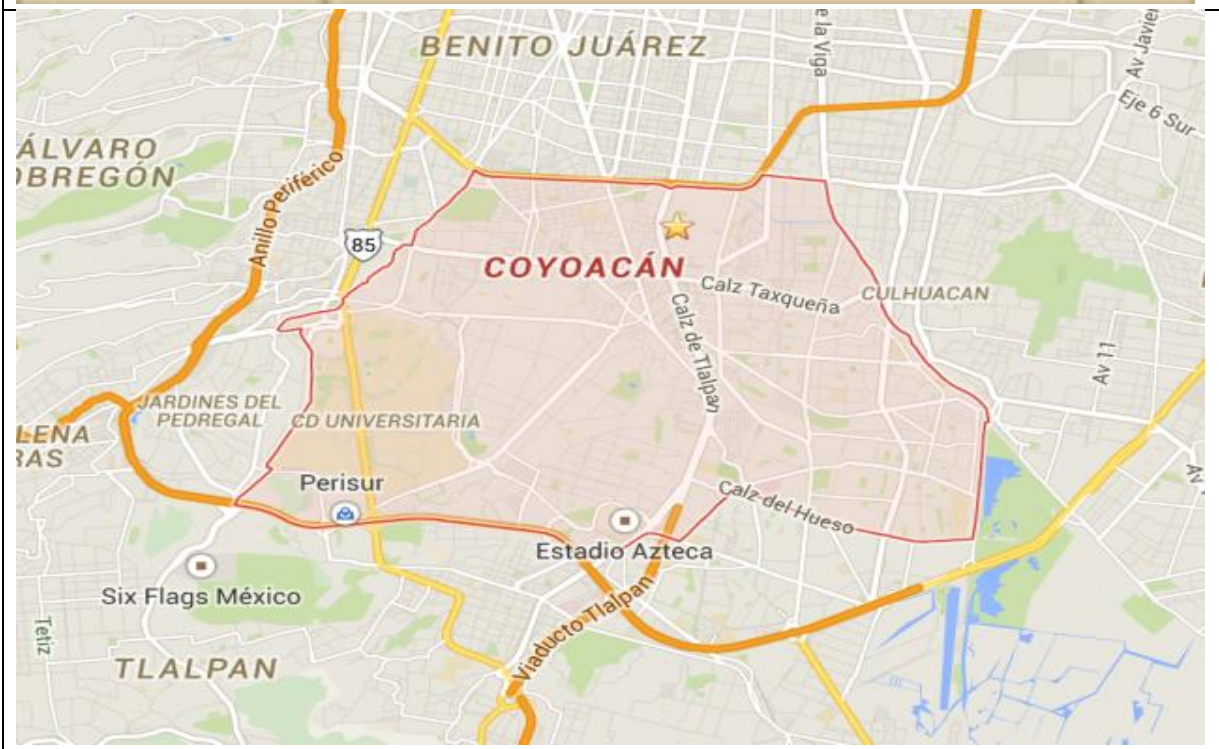 BENITO JUÁREZ
e la Viga
Av Javier
Eje 6 Sur
ÁLVARO
OBREGÓN
Anillo Periférico
85
COYOACÁN
Calz Taxqueña
CULHUACAN
Calz de Tlalpan
Av 11
JARDINES DEL
PEDREGAL
CD UNIVERSITARIA
LENA
RAS
Perisur
Calz del Hueso
Av
Estadio Azteca
Six Flags México
Viaducto Tlalpan
Tetiz
TLALPAN